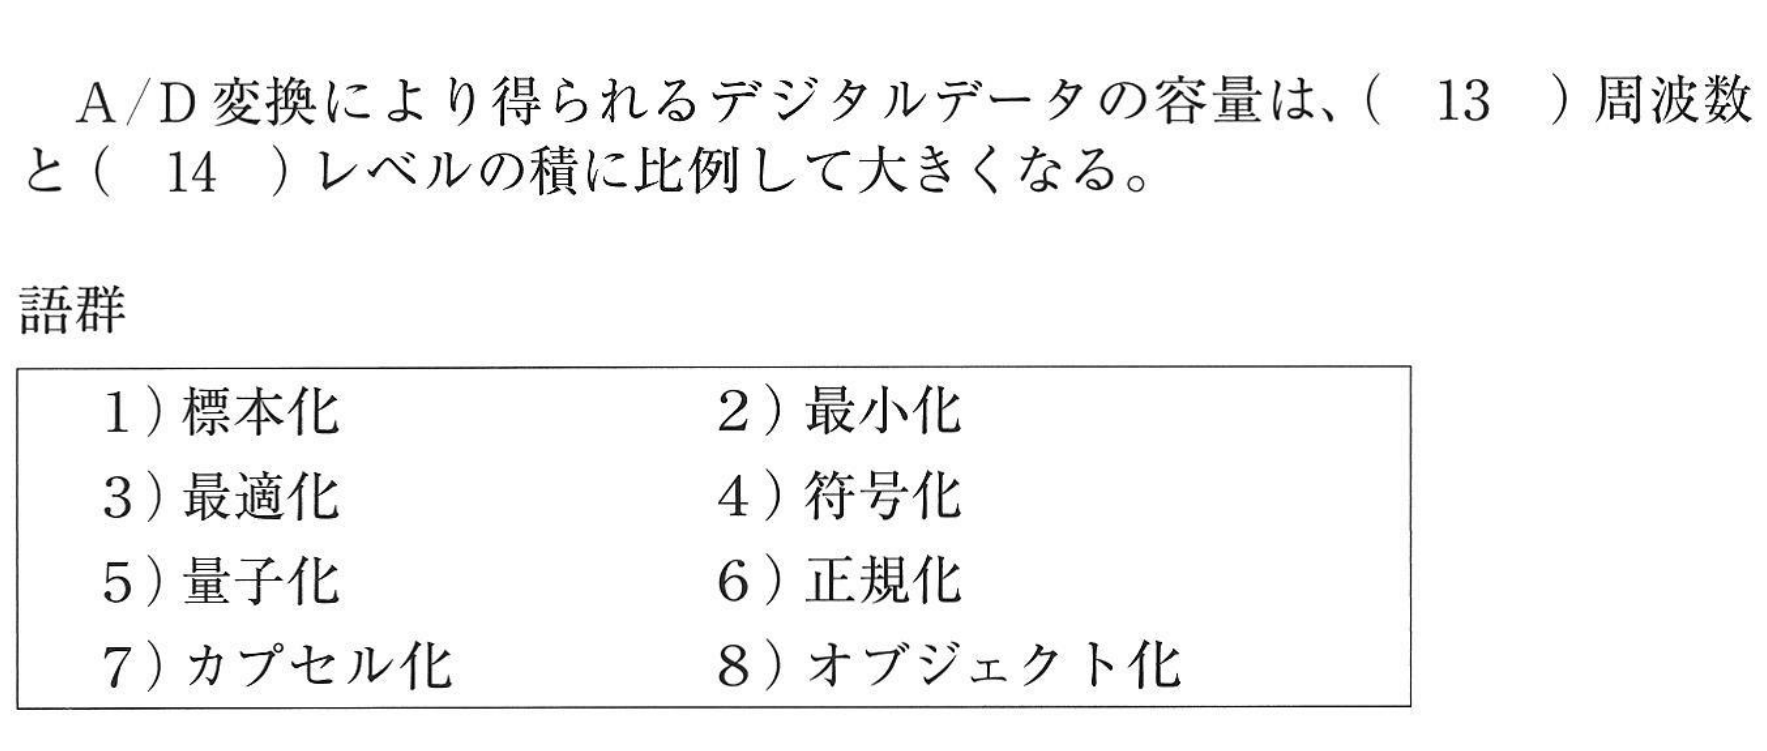 A/D変換により得られるデジタルデータの容量は、( 13 )周波数
と( 14 )レベルの積に比例して大きくなる。
語群
1)標本化 2)最小化
3)最適化 4)符号化
5)量子化 6)正規化
7)カプセル化 8)オブジェクト化